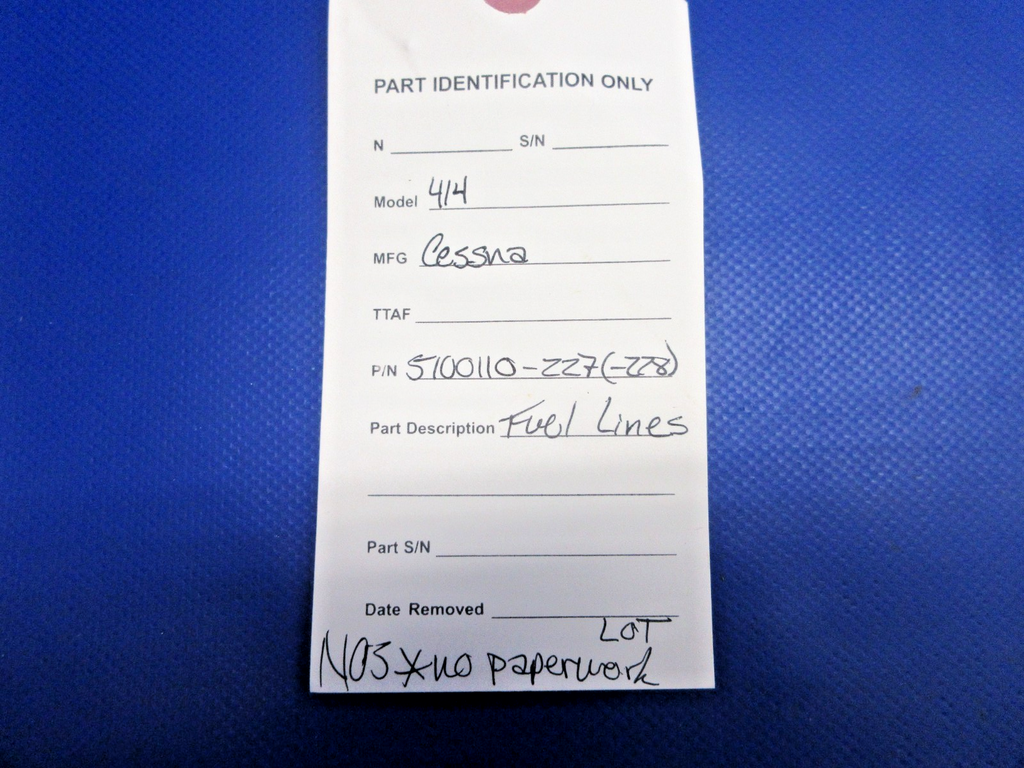 PART IDENTIFICATION ONLY
N S/N
Model 414
MFG Cessna
TTAF
P/N 5100110-227(-228)
Part Description Fuel Lines
Part S/N
Date Removed
LOT
NOS *no paperwork